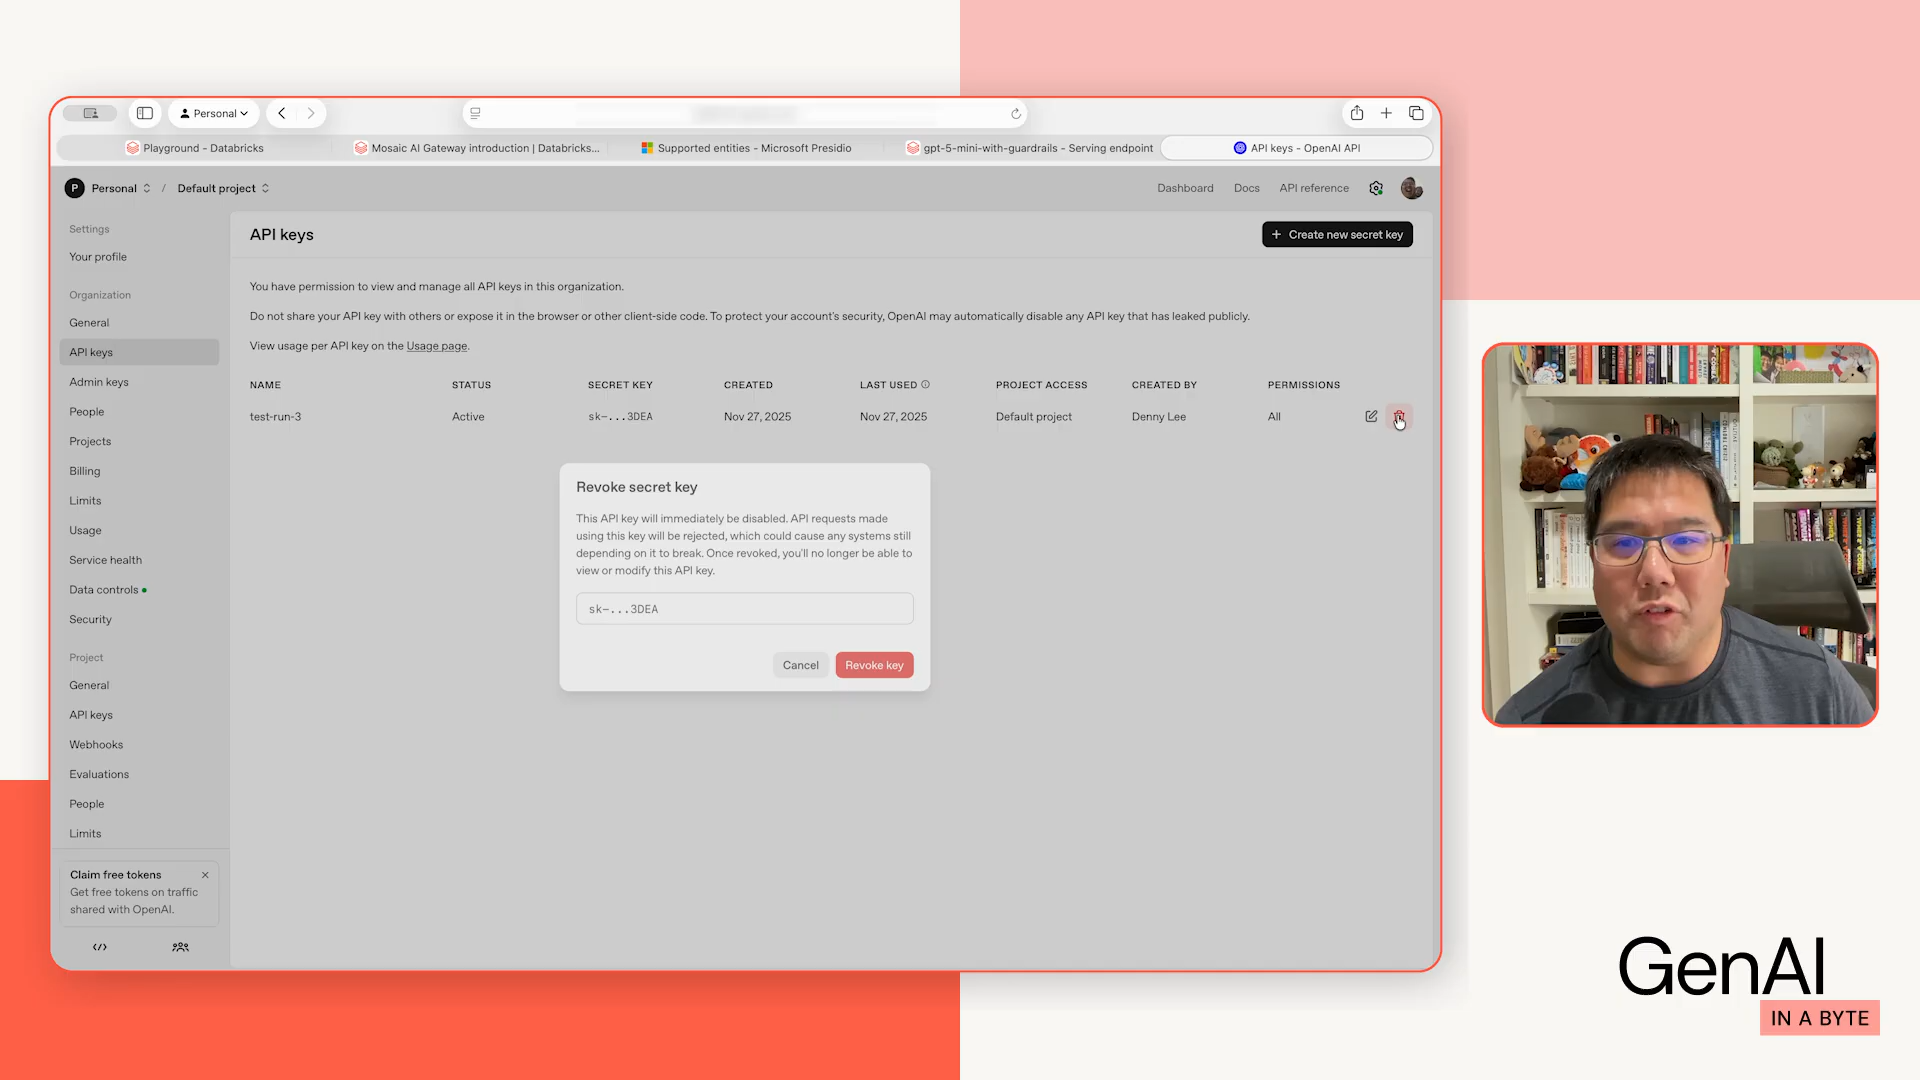 Personal
Playground - Databricks
Mosaic AI Gateway introduction | Databricks...
Supported entities - Microsoft Presidio
gpt-5-mini-with-guardrails - Serving endpoint
API keys - OpenAI API
P Personal / Default project
Dashboard
Docs
API reference
Settings
Your profile
Organization
General
API keys
Admin keys
People
Projects
Billing
Limits
Usage
Service health
Data controls
Security
Project
General
API keys
Webhooks
Evaluations
People
Limits
Claim free tokens
Get free tokens on traffic
shared with OpenAI.
API keys
+ Create new secret key
You have permission to view and manage all API keys in this organization.
Do not share your API key with others or expose it in the browser or other client-side code. To protect your account's security, OpenAI may automatically disable any API key that has leaked publicly.
View usage per API key on the Usage page.
NAME STATUS SECRET KEY CREATED LAST USED PROJECT ACCESS CREATED BY PERMISSIONS
test-run-3 Active sk-...3DEA Nov 27, 2025 Nov 27, 2025 Default project Denny Lee All
Revoke secret key
This API key will immediately be disabled. API requests made
using this key will be rejected, which could cause any systems still
depending on it to break. Once revoked, you'll no longer be able to
view or modify this API key.
sk-...3DEA
Cancel
Revoke key
GenAI
IN A BYTE